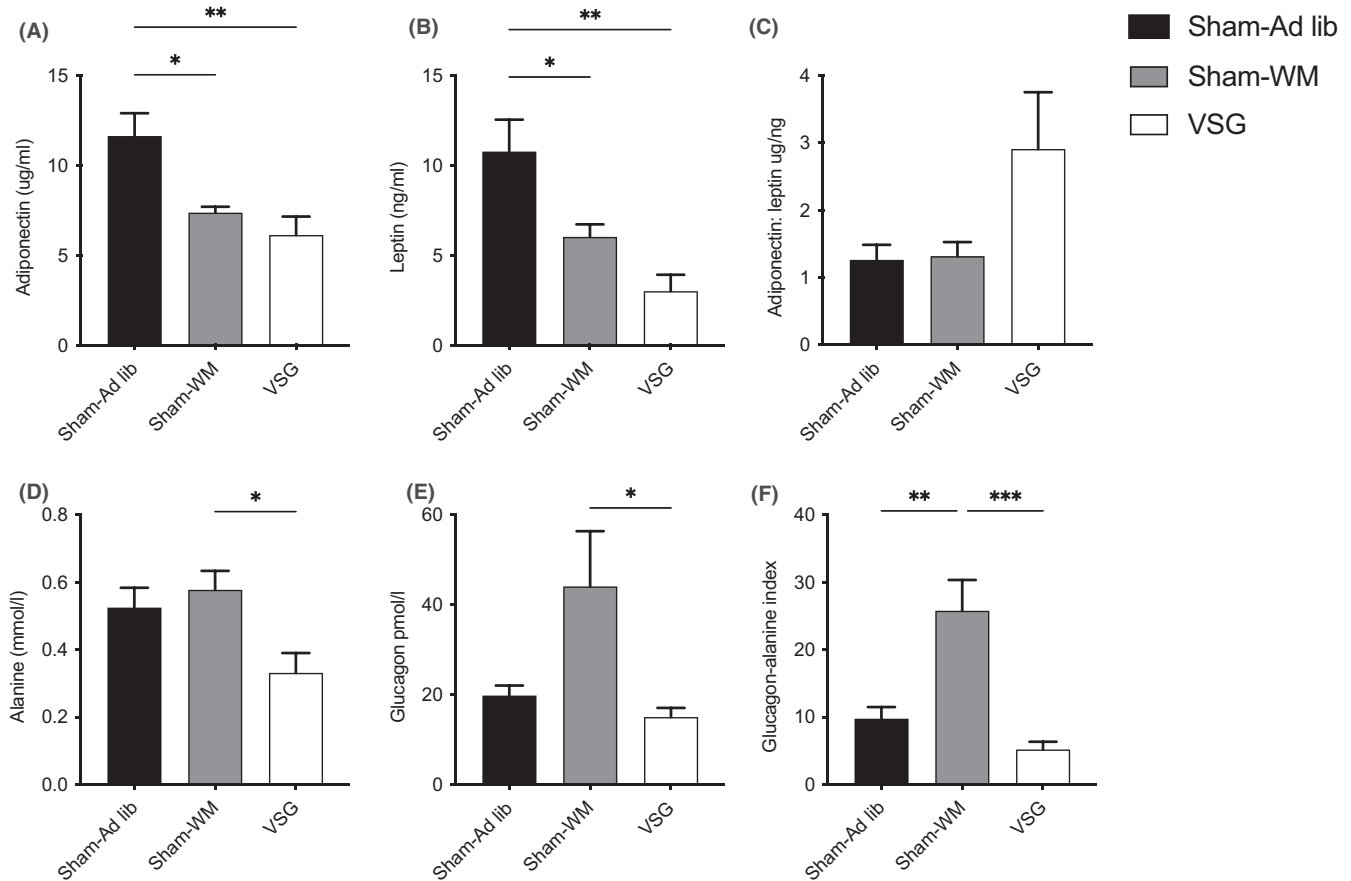 Sham-Ad lib
Sham-WM
VSG
(A)
**
*
Adiponectin (ug/ml)
15
10
5
0
Sham-Ad lib
Sham-WM
VSG
(B)
**
*
Leptin (ng/ml)
15
10
5
0
Sham-Ad lib
Sham-WM
VSG
(C)
Adiponectin: leptin ug/ng
4
3
2
1
0
Sham-Ad lib
Sham-WM
VSG
(D)
*
Alanine (mmol/l)
0.8
0.6
0.4
0.2
0.0
Sham-Ad lib
Sham-WM
VSG
(E)
*
Glucagon pmol/l
60
40
20
0
Sham-Ad lib
Sham-WM
VSG
(F)
**
***
Glucagon-alanine index
40
30
20
10
0
Sham-Ad lib
Sham-WM
VSG